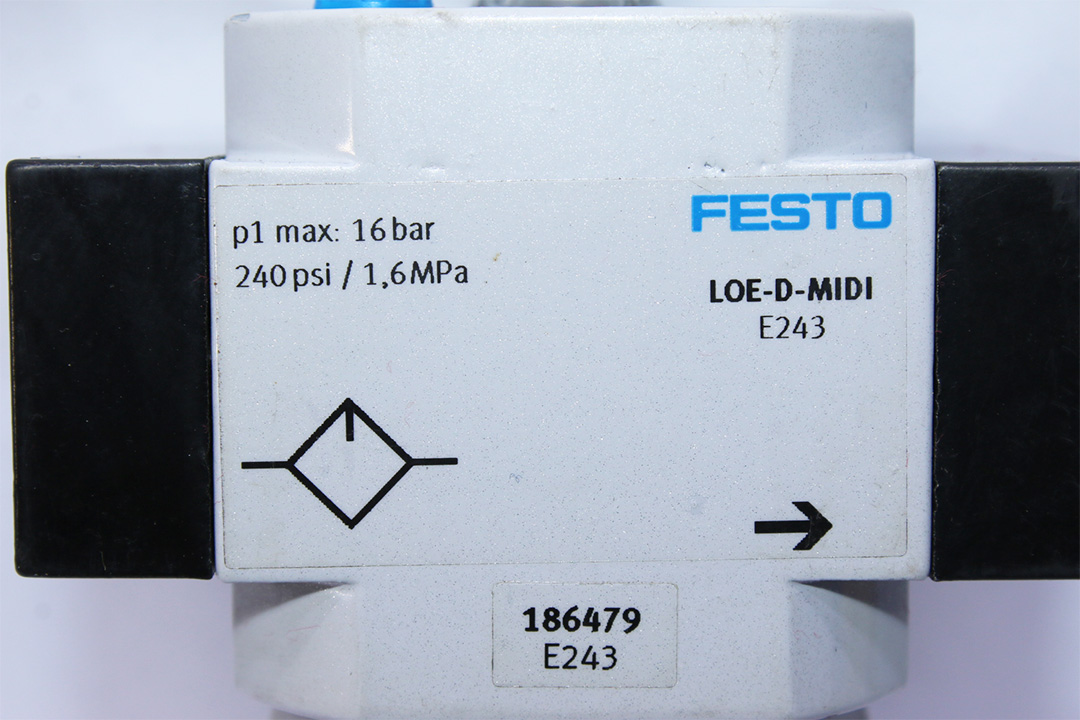 p1 max: 16 bar
240 psi / 1,6 MPa
FESTO
LOE-D-MIDI
E243
186479
E243